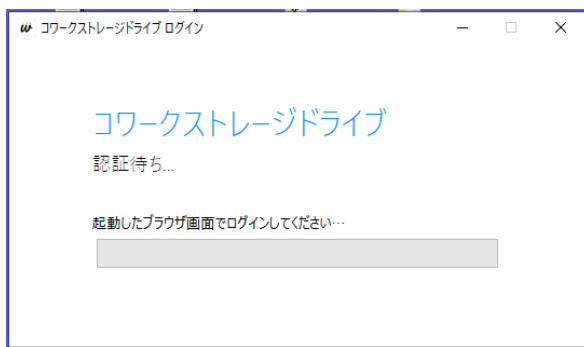 コワークストレージドライブ ログイン
コワークストレージドライブ
認証待ち...
起動したブラウザ画面でログインしてください…